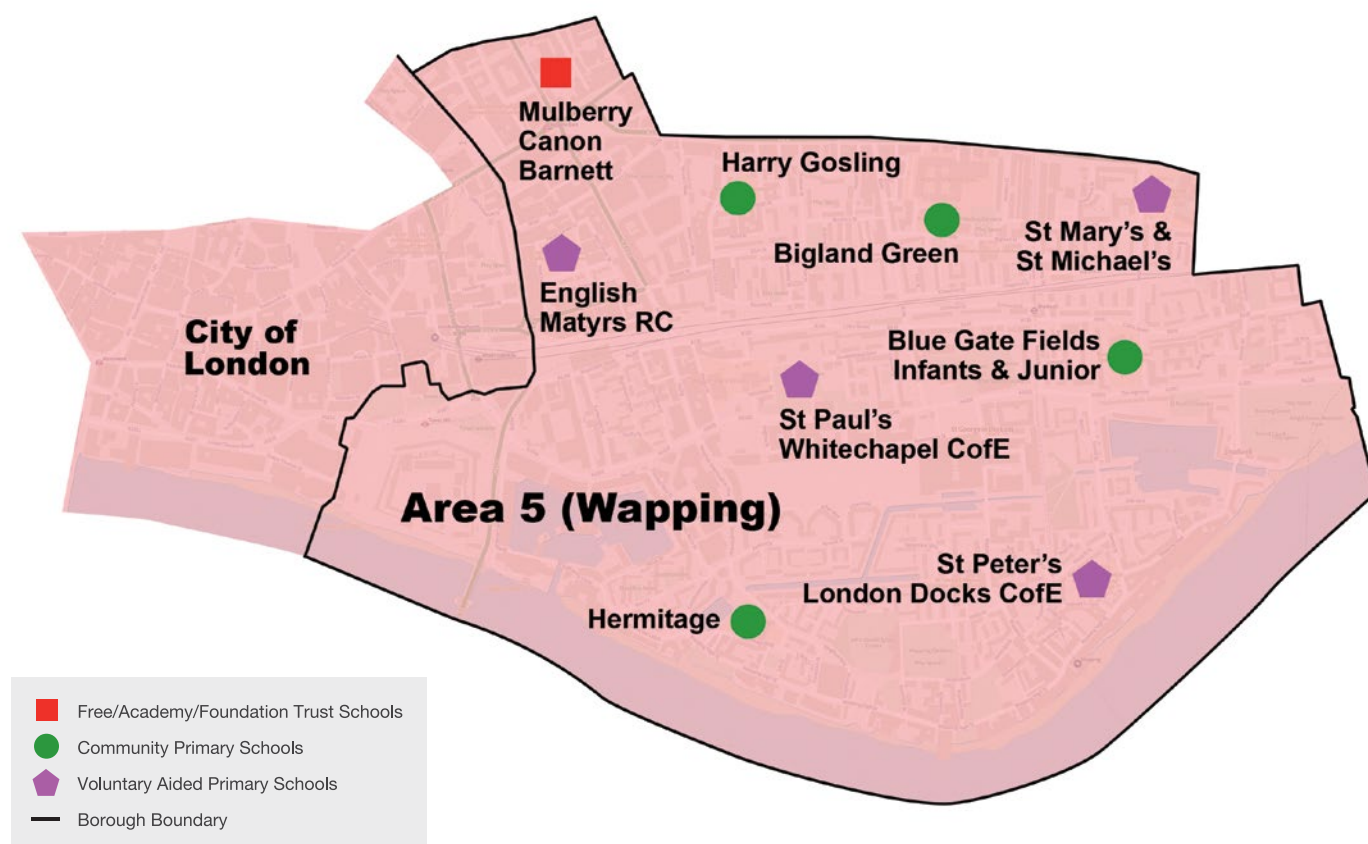 Mulberry
Canon
Barnett
Harry Gosling
Bigland Green
St Mary's &
St Michael's
English
Matyrs RC
City of
London
Blue Gate Fields
Infants & Junior
St Paul's
Whitechapel CofE
Area 5 (Wapping)
St Peter's
London Docks CofE
Hermitage
Free/Academy/Foundation Trust Schools
Community Primary Schools
Voluntary Aided Primary Schools
Borough Boundary